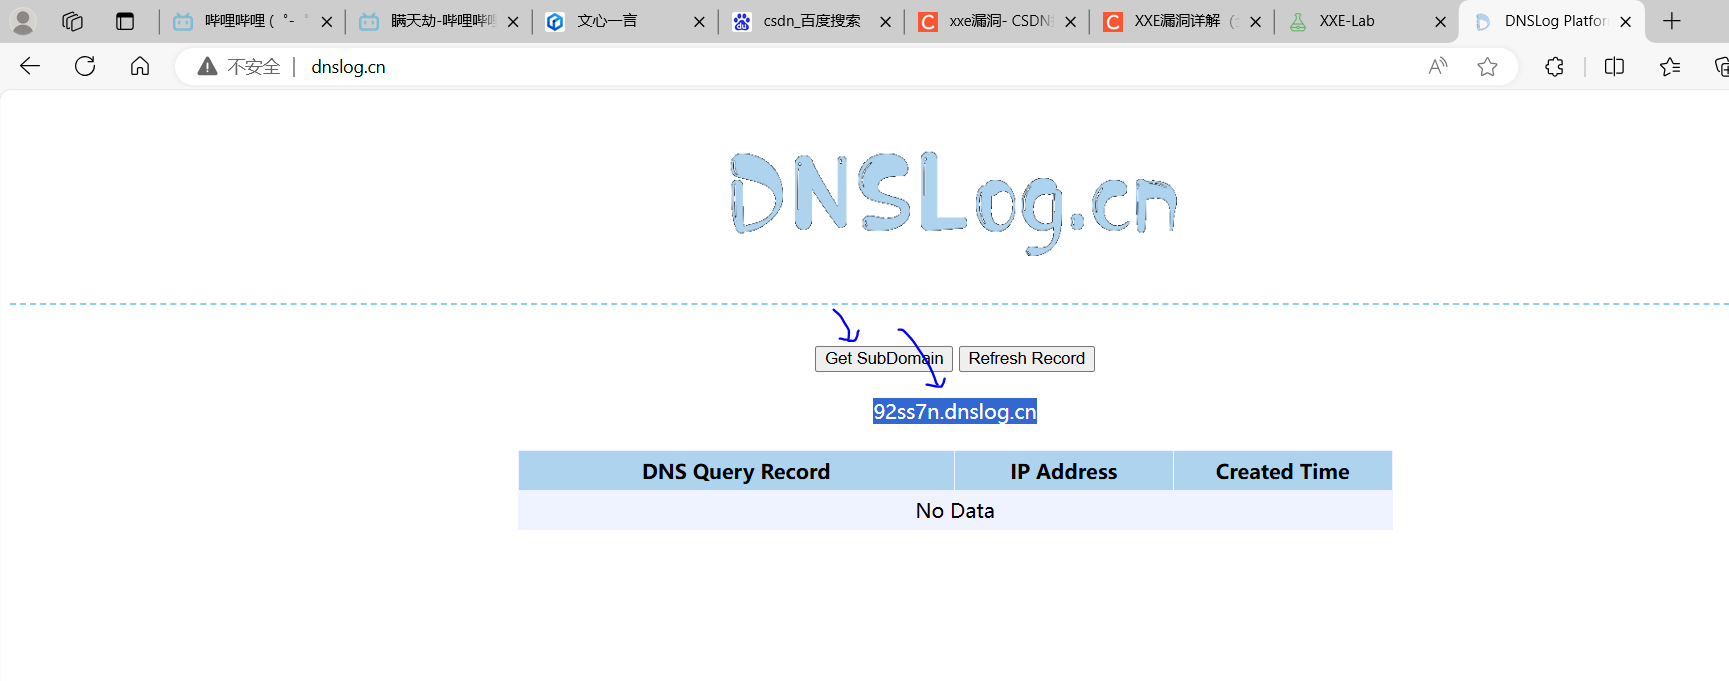 哔哩哔哩 (゜-゜
瞒天劫-哔哩哔哩
文心一言
csdn_百度搜索
xxe漏洞- CSDN
XXE漏洞详解
XXE-Lab
DNSLog Platfor
不安全
dnslog.cn
DNSLog.cn
Get SubDomain
Refresh Record
92ss7n.dnslog.cn
DNS Query Record IP Address Created Time
No Data